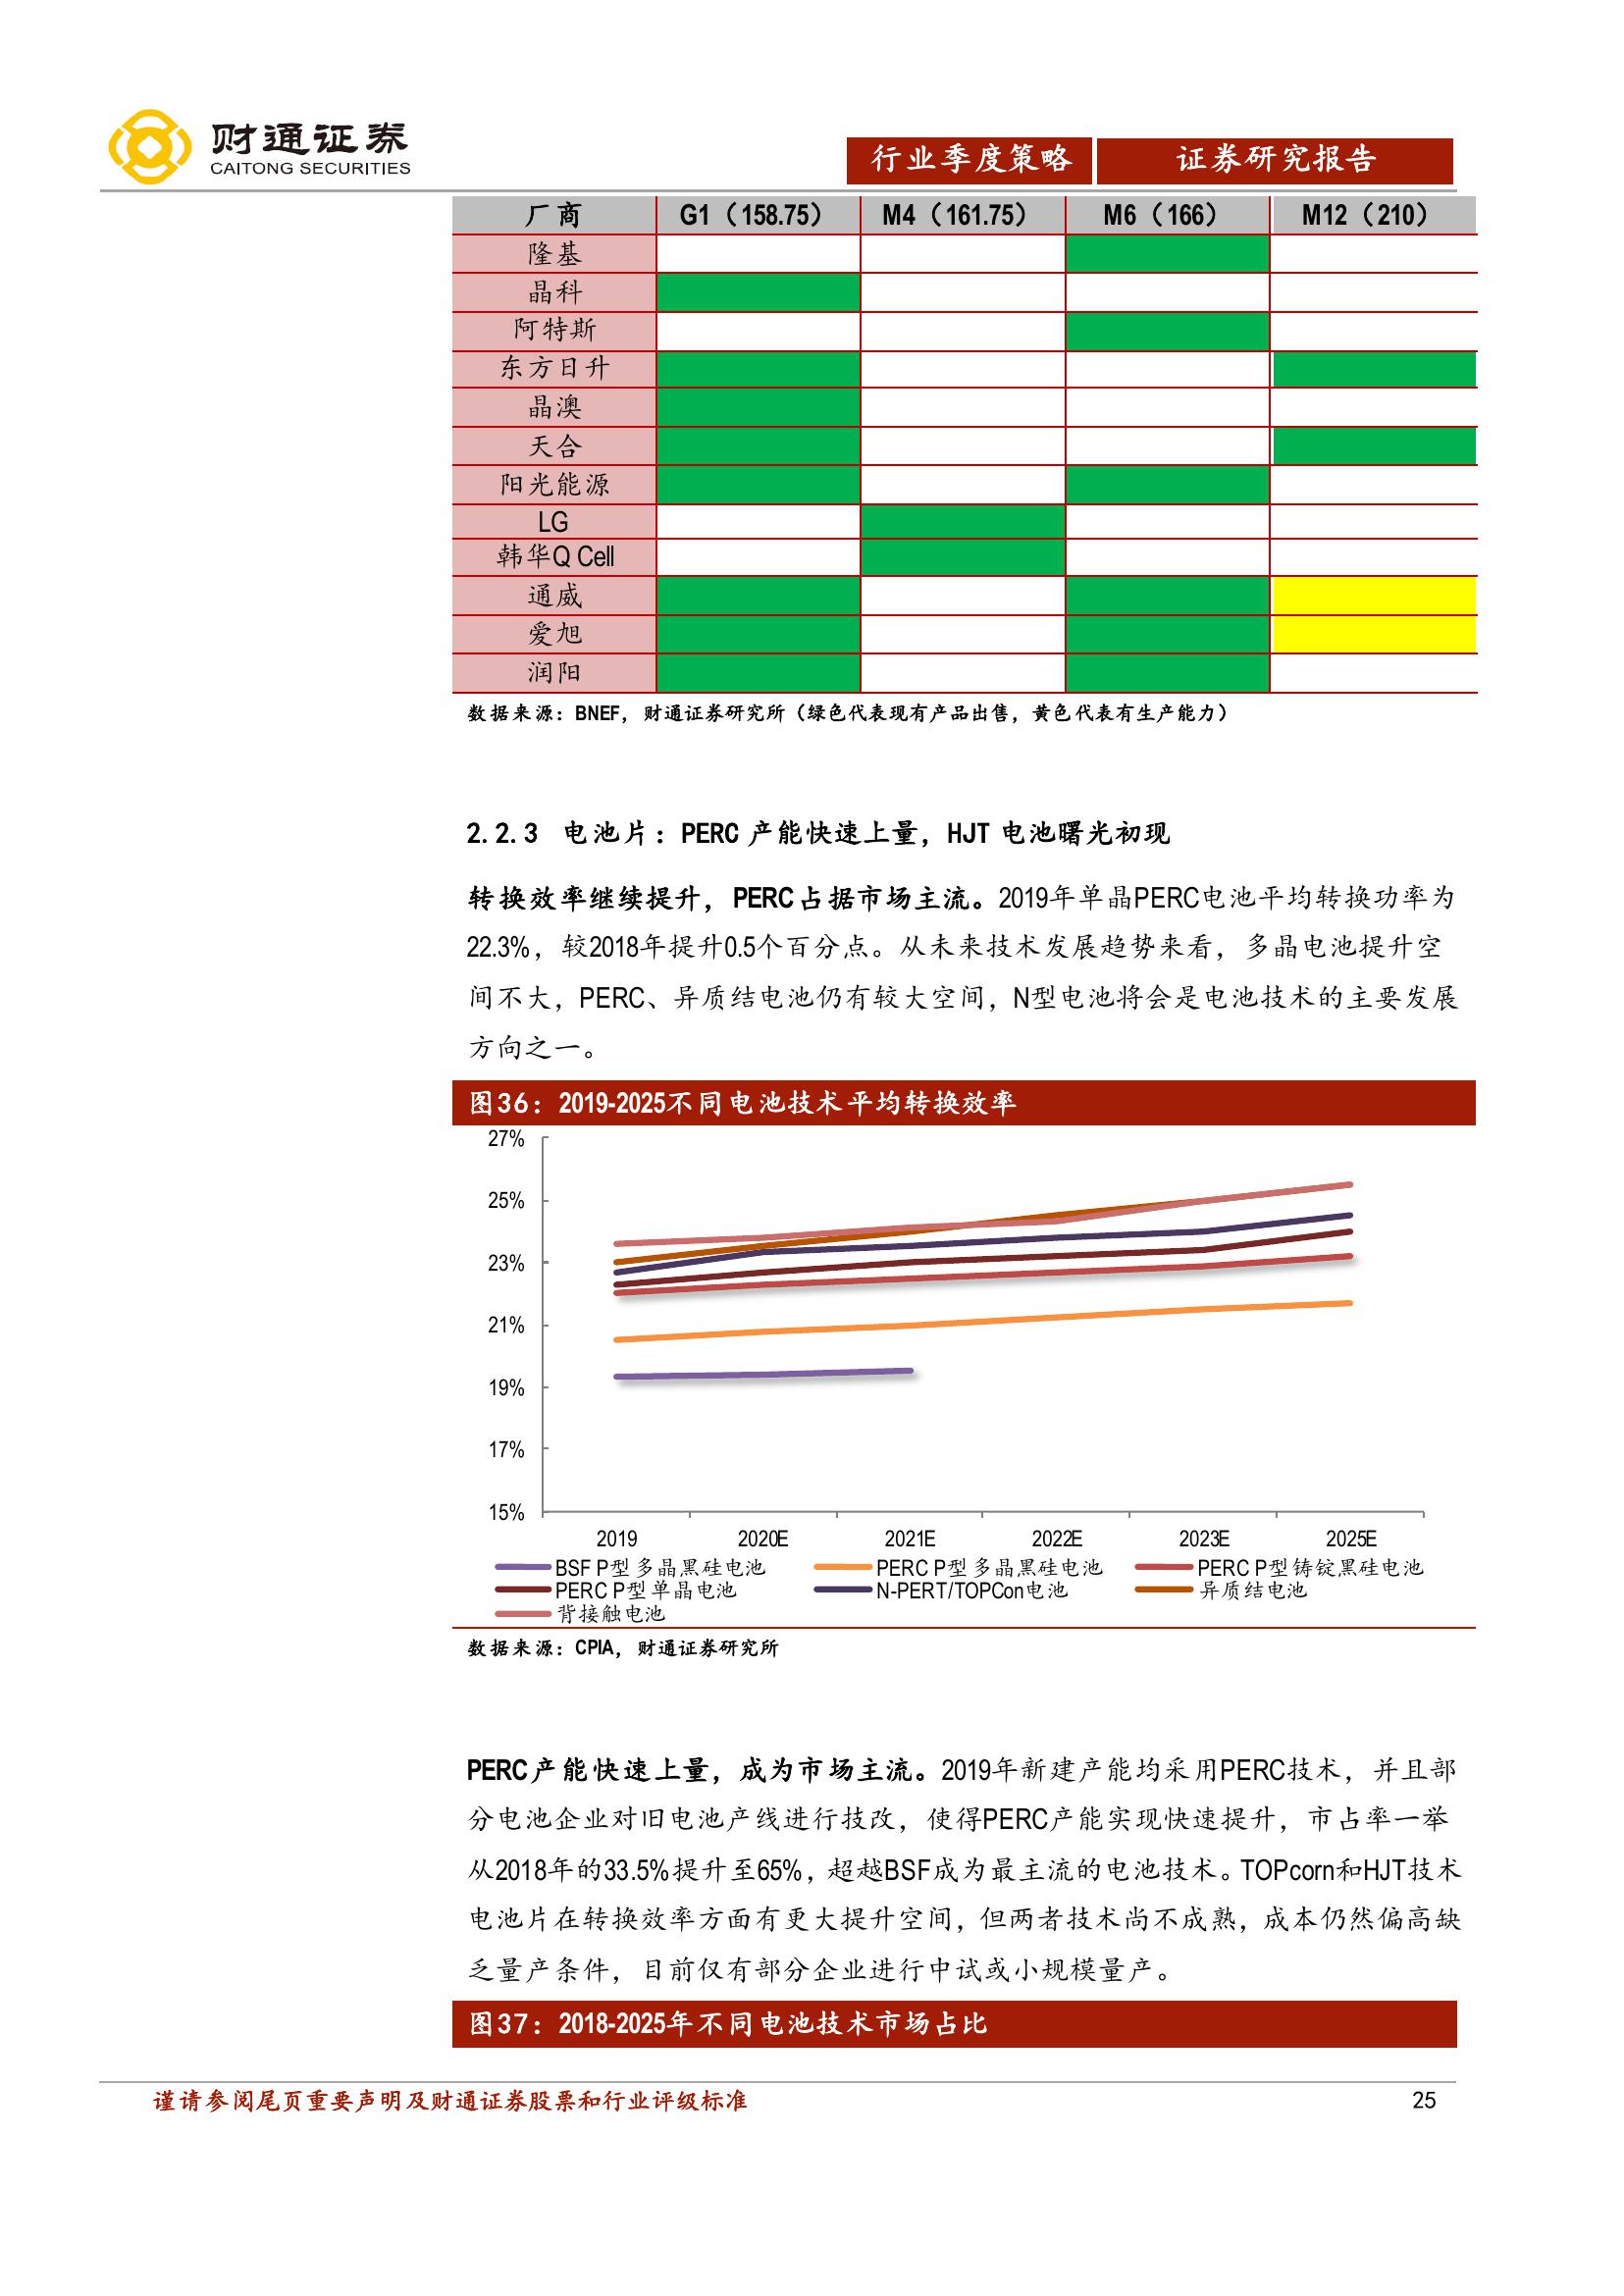 财通证券
CAITONG SECURITIES
行业季度策略 证券研究报告
厂商 G1（158.75） M4（161.75） M6（166） M12（210）
隆基
晶科
阿特斯
东方日升
晶澳
天合
阳光能源
LG
韩华Q Cell
通威
爱旭
润阳
数据来源：BNEF，财通证券研究所（绿色代表现有产品出售，黄色代表有生产能力）
2.2.3 电池片：PERC 产能快速上量，HJT 电池曙光初现
转换效率继续提升，PERC占据市场主流。2019年单晶PERC电池平均转换功率为
22.3%，较2018年提升0.5个百分点。从未来技术发展趋势来看，多晶电池提升空
间不大，PERC、异质结电池仍有较大空间，N型电池将会是电池技术的主要发展
方向之一。
图36：2019-2025不同电池技术平均转换效率
27%
25%
23%
21%
19%
17%
15%
2019 2020E 2021E 2022E 2023E 2025E
BSF P型多晶黑硅电池 PERC P型多晶黑硅电池 PERC P型铸锭黑硅电池
PERC P型单晶电池 N-PERT/TOPCon电池 异质结电池
背接触电池
数据来源：CPIA，财通证券研究所
PERC产能快速上量，成为市场主流。2019年新建产能均采用PERC技术，并且部
分电池企业对旧电池产线进行技改，使得PERC产能实现快速提升，市占率一举
从2018年的33.5%提升至65%，超越BSF成为最主流的电池技术。TOPcorn和HJT技术
电池片在转换效率方面有更大提升空间，但两者技术尚不成熟，成本仍然偏高缺
乏量产条件，目前仅有部分企业进行中试或小规模量产。
图37：2018-2025年不同电池技术市场占比
谨请参阅尾页重要声明及财通证券股票和行业评级标准 25